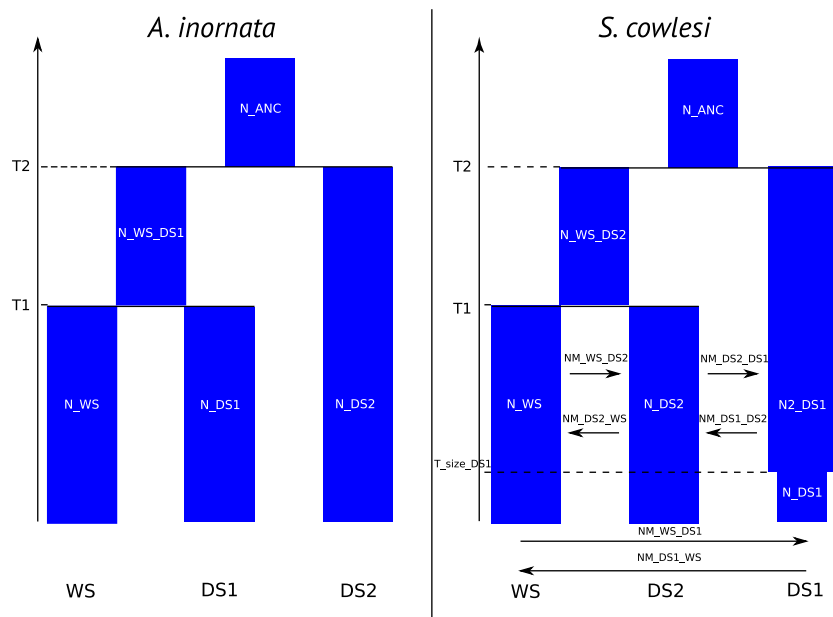 A. inornata
N_ANC
T2
N_WS_DS1
T1
N_WS
N_DS1
N_DS2
WS
DS1
DS2
S. cowlesi
N_ANC
T2
N_WS_DS2
T1
NM_WS_DS2
NM_DS2_DS1
N_WS
N_DS2
N2_DS1
NM_DS2_WS
NM_DS1_DS2
T_size_DS1
N_DS1
NM_WS_DS1
NM_DS1_WS
WS
DS2
DS1